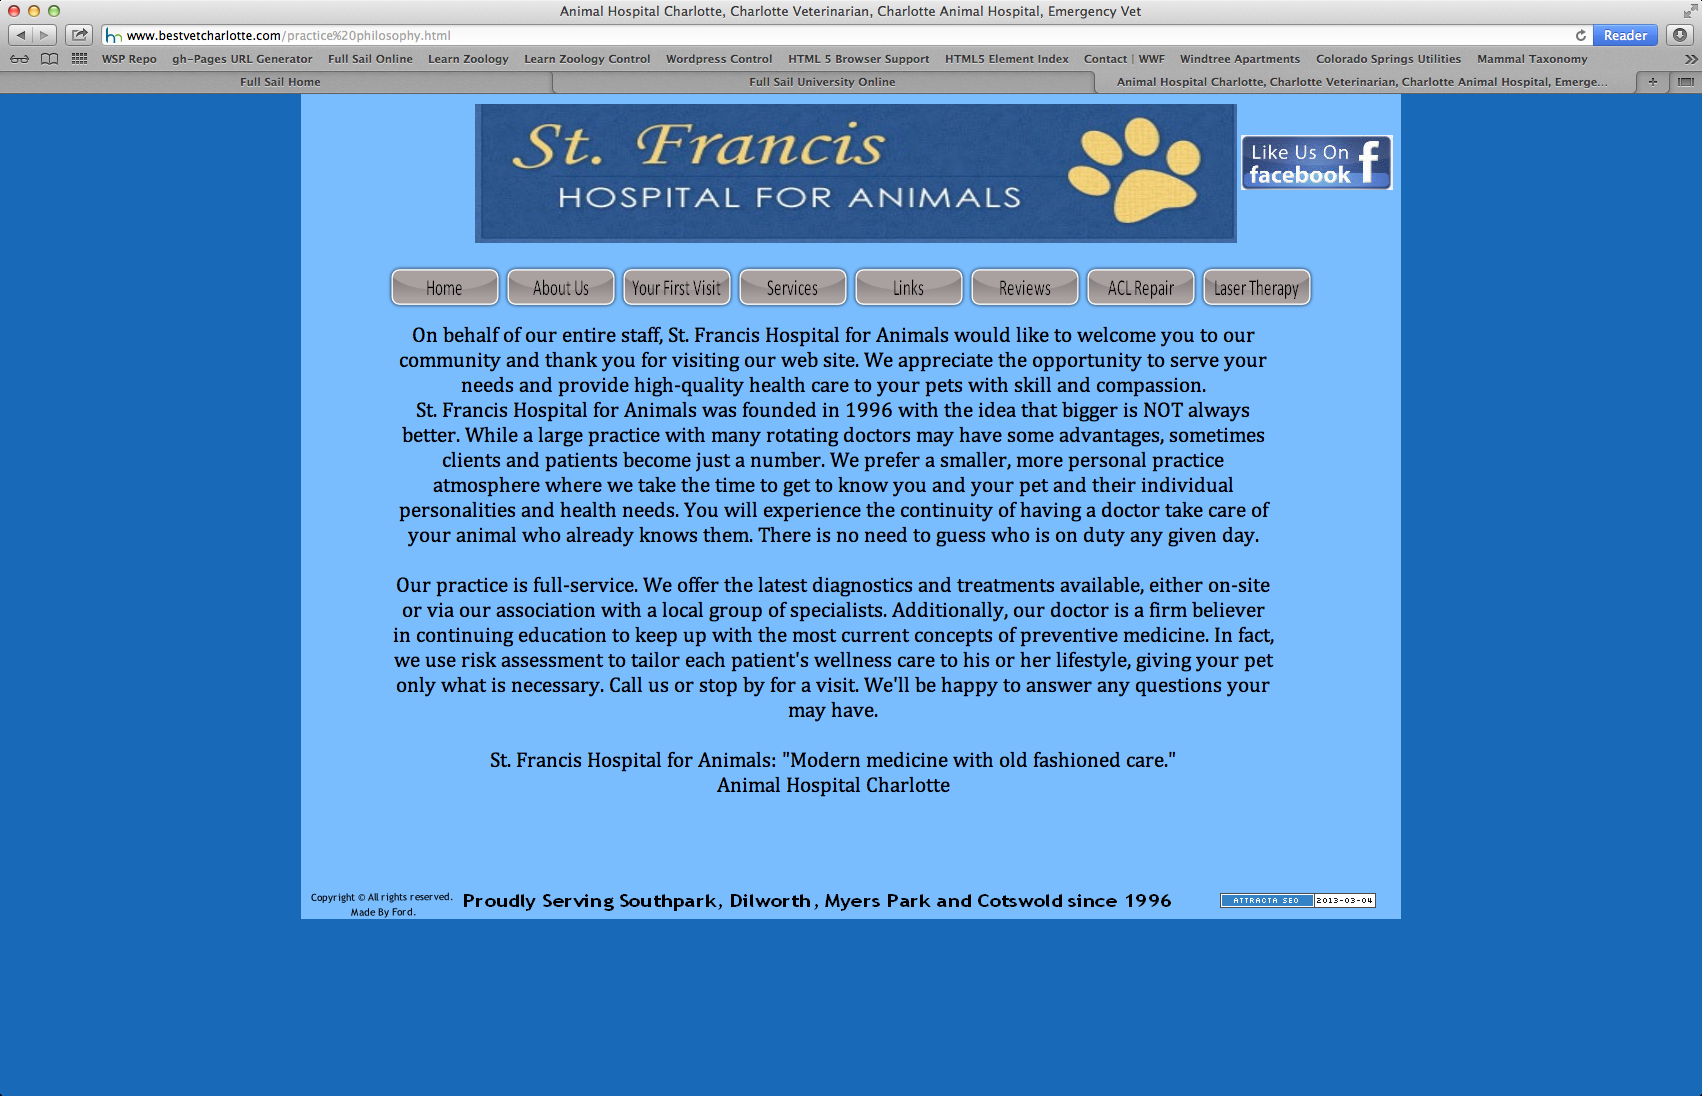 Animal Hospital Charlotte, Charlotte Veterinarian, Charlotte Animal Hospital, Emergency Vet
www.bestvetcharlotte.com/practice%20philosophy.html
Reader
WSP Repo gh-Pages URL Generator Full Sail Online Learn Zoology Learn Zoology Control Wordpress Control HTML 5 Browser Support HTML5 Element Index Contact | WWF Windtree Apartments Colorado Springs Utilities Mammal Taxonomy
Full Sail Home Full Sail University Online Animal Hospital Charlotte, Charlotte Veterinarian, Charlotte Animal Hospital, Emerge...
St. Francis
HOSPITAL FOR ANIMALS
Like Us On
facebook
Home About Us Your First Visit Services Links Reviews ACL Repair Laser Therapy
On behalf of our entire staff, St. Francis Hospital for Animals would like to welcome you to our
community and thank you for visiting our web site. We appreciate the opportunity to serve your
needs and provide high-quality health care to your pets with skill and compassion.
St. Francis Hospital for Animals was founded in 1996 with the idea that bigger is NOT always
better. While a large practice with many rotating doctors may have some advantages, sometimes
clients and patients become just a number. We prefer a smaller, more personal practice
atmosphere where we take the time to get to know you and your pet and their individual
personalities and health needs. You will experience the continuity of having a doctor take care of
your animal who already knows them. There is no need to guess who is on duty any given day.
Our practice is full-service. We offer the latest diagnostics and treatments available, either on-site
or via our association with a local group of specialists. Additionally, our doctor is a firm believer
in continuing education to keep up with the most current concepts of preventive medicine. In fact,
we use risk assessment to tailor each patient's wellness care to his or her lifestyle, giving your pet
only what is necessary. Call us or stop by for a visit. We'll be happy to answer any questions your
may have.
St. Francis Hospital for Animals: "Modern medicine with old fashioned care."
Animal Hospital Charlotte
Copyright © All rights reserved.
Made By Ford.
Proudly Serving Southpark, Dilworth, Myers Park and Cotswold since 1996
ATTRACTA SEO 2013-03-04